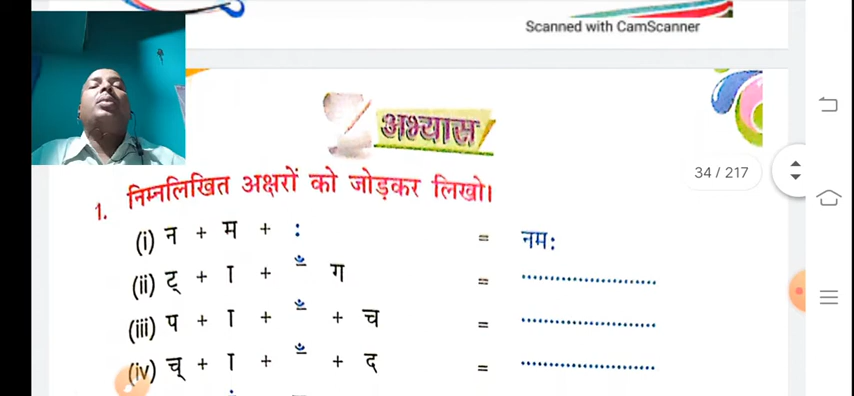 Scanned with CamScanner
अभ्यास
34 / 217
1. निम्नलिखित अक्षरों को जोड़कर लिखो।
(i) न + म + : = नमः
(ii) ट् + ा + ँ ग = ..............................
(iii) प + ा + ँ + च = ..............................
(iv) च् + ा + ँ + द = ..............................